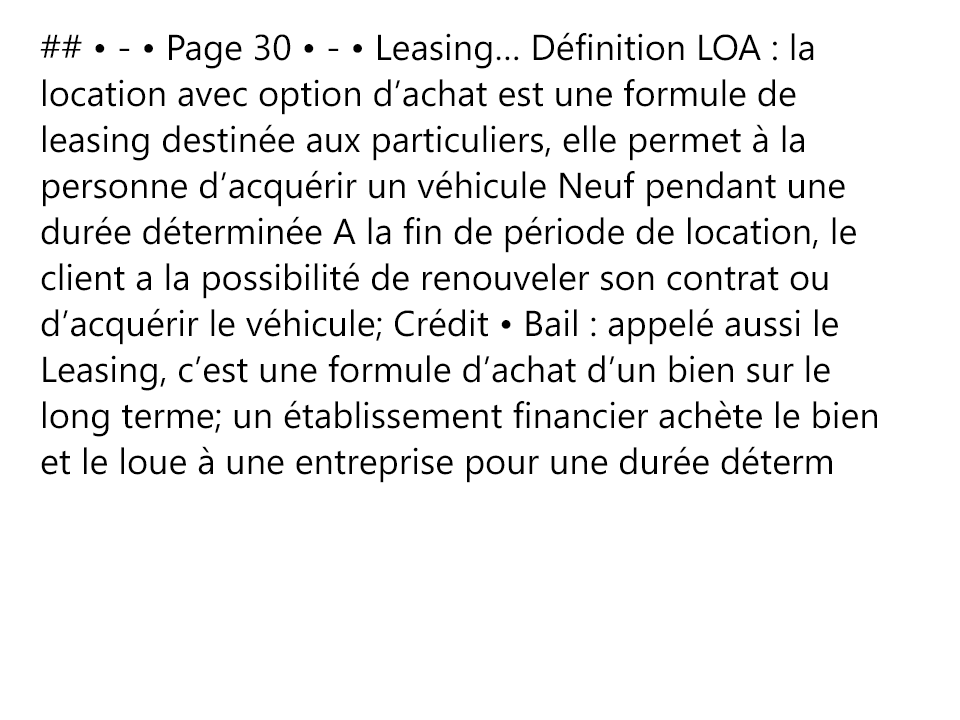 ## • - • Page 30 • - • Leasing… Définition LOA : la
location avec option d’achat est une formule de
leasing destinée aux particuliers, elle permet à la
personne d’acquérir un véhicule Neuf pendant une
durée déterminée A la fin de période de location, le
client a la possibilité de renouveler son contrat ou
d’acquérir le véhicule; Crédit • Bail : appelé aussi le
Leasing, c’est une formule d’achat d’un bien sur le
long terme; un établissement financier achète le bien
et le loue à une entreprise pour une durée déterm